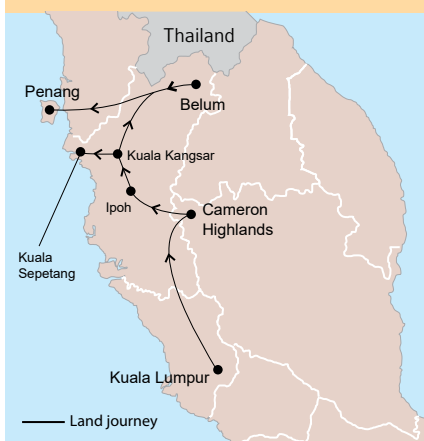 Thailand
Penang
Belum
Kuala Kangsar
Ipoh
Cameron
Highlands
Kuala
Sepetang
Kuala Lumpur
Land journey